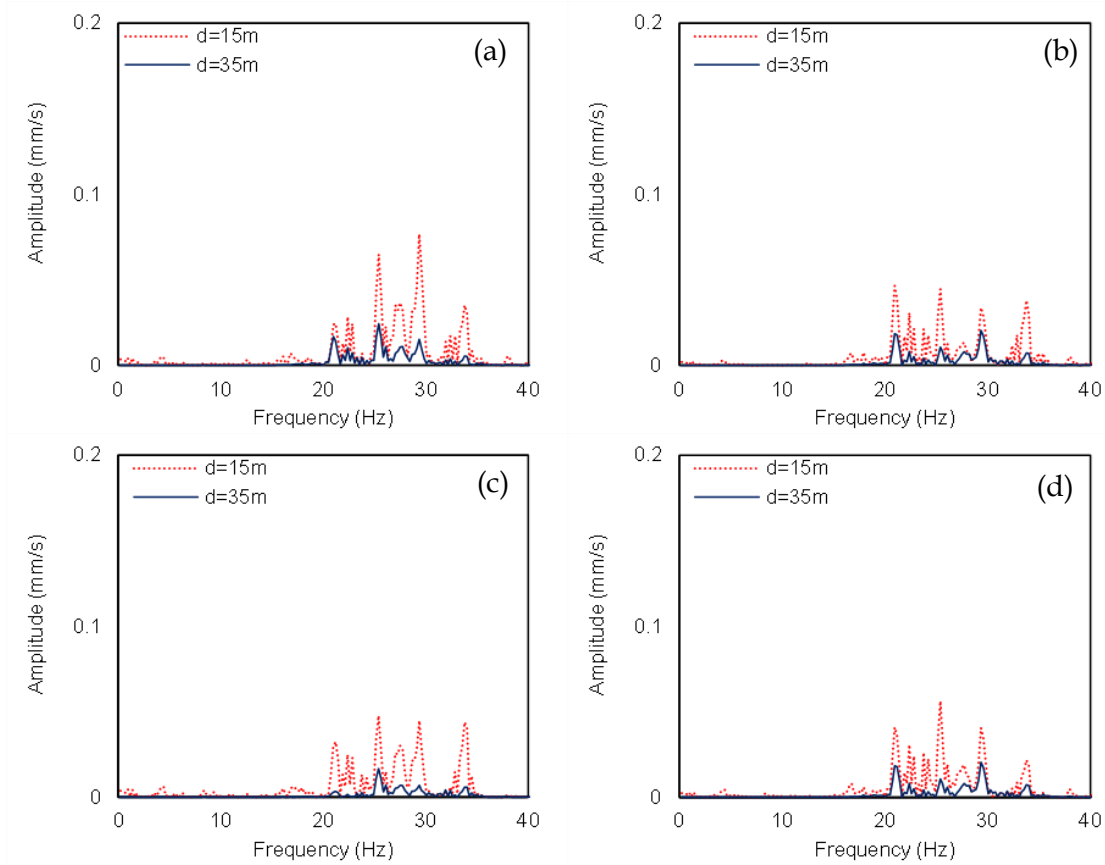 0.2
d=15m
d=35m
(a)
Amplitude (mm/s)
0.1
0
0 10 20 30 40
Frequency (Hz)
0.2
d=15m
d=35m
(b)
Amplitude (mm/s)
0.1
0
0 10 20 30 40
Frequency (Hz)
0.2
d=15m
d=35m
(c)
Amplitude (mm/s)
0.1
0
0 10 20 30 40
Frequency (Hz)
0.2
d=15m
d=35m
(d)
Amplitude (mm/s)
0.1
0
0 10 20 30 40
Frequency (Hz)